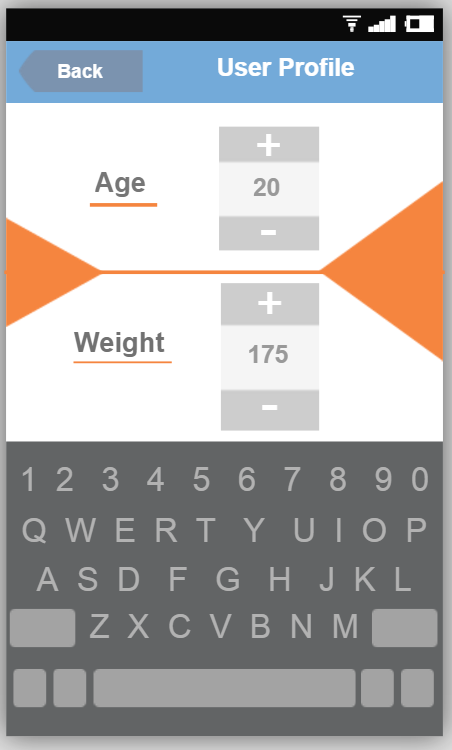 Back User Profile
+
Age 20
-
+
Weight 175
-
1 2 3 4 5 6 7 8 9 0
Q W E R T Y U I O P
A S D F G H J K L
Z X C V B N M